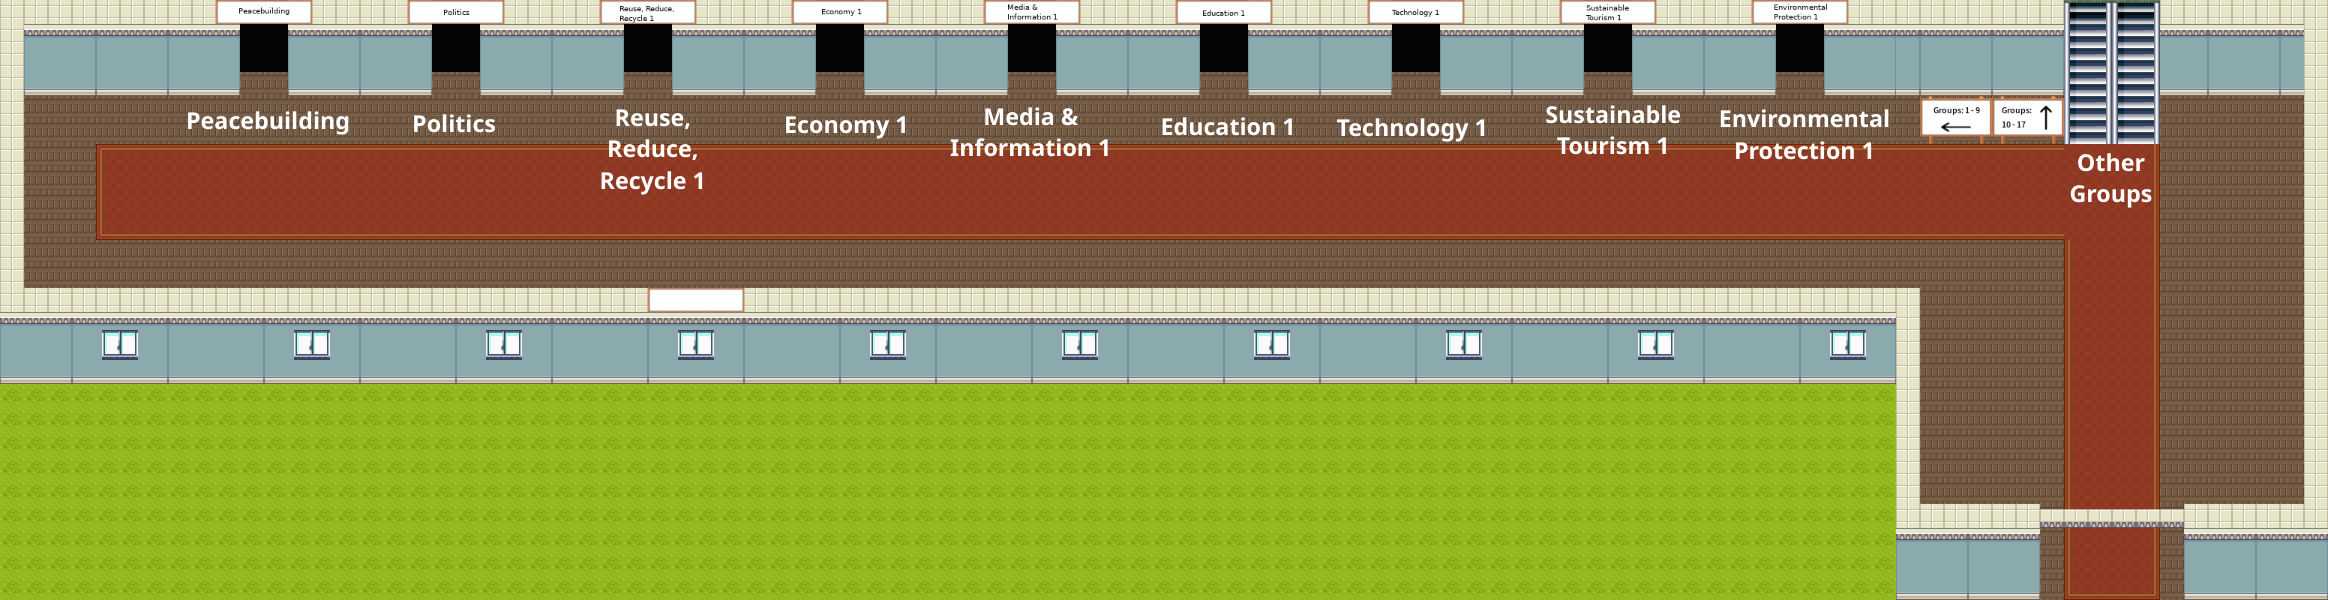 Peacebuilding
Politics
Reuse, Reduce,
Recycle 1
Economy 1
Media &
Information 1
Education 1
Technology 1
Sustainable
Tourism 1
Environmental
Protection 1
Peacebuilding
Politics
Reuse,
Reduce,
Recycle 1
Economy 1
Media &
Information 1
Education 1
Technology 1
Sustainable
Tourism 1
Environmental
Protection 1
Groups: 1 - 9
Groups:
10 - 17
Other
Groups